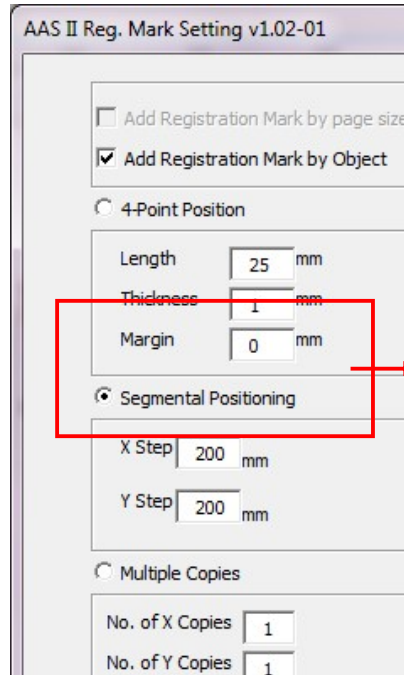 AAS II Reg. Mark Setting v1.02-01
Add Registration Mark by page size
Add Registration Mark by Object
4-Point Position
Length 25 mm
Thickness 1 mm
Margin 0 mm
Segmental Positioning
X Step 200 mm
Y Step 200 mm
Multiple Copies
No. of X Copies 1
No. of Y Copies 1